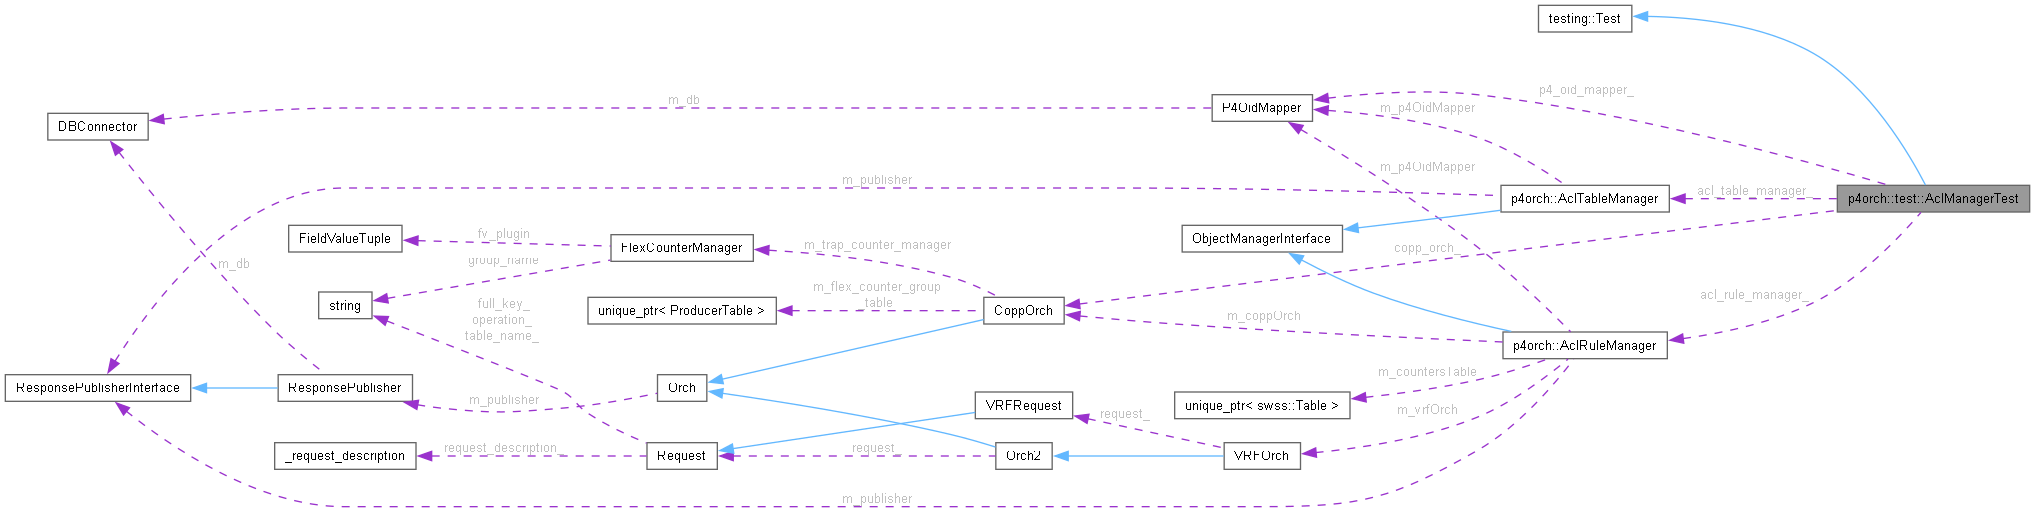 testing::Test
p4_oid_mapper_
m_db
P4OidMapper
m_p4OidMapper
DBConnector
m_p4OidMapper
m_publisher
acl_table_manager_
p4orch::AclTableManager
p4orch::test::AclManagerTest
FieldValueTuple
fv_plugin
FlexCounterManager
m_trap_counter_manager
ObjectManagerInterface
copp_orch_
m_db
group_name
string
full_key_
operation_
table_name_
unique_ptr< ProducerTable >
m_flex_counter_group
_table
CoppOrch
m_coppOrch
acl_rule_manager_
p4orch::AclRuleManager
ResponsePublisherInterface
ResponsePublisher
m_publisher
Orch
m_countersTable
VRFRequest
request_
unique_ptr< swss::Table >
m_vrfOrch
_request_description
request_description_
Request
request_
Orch2
VRFOrch
m_publisher